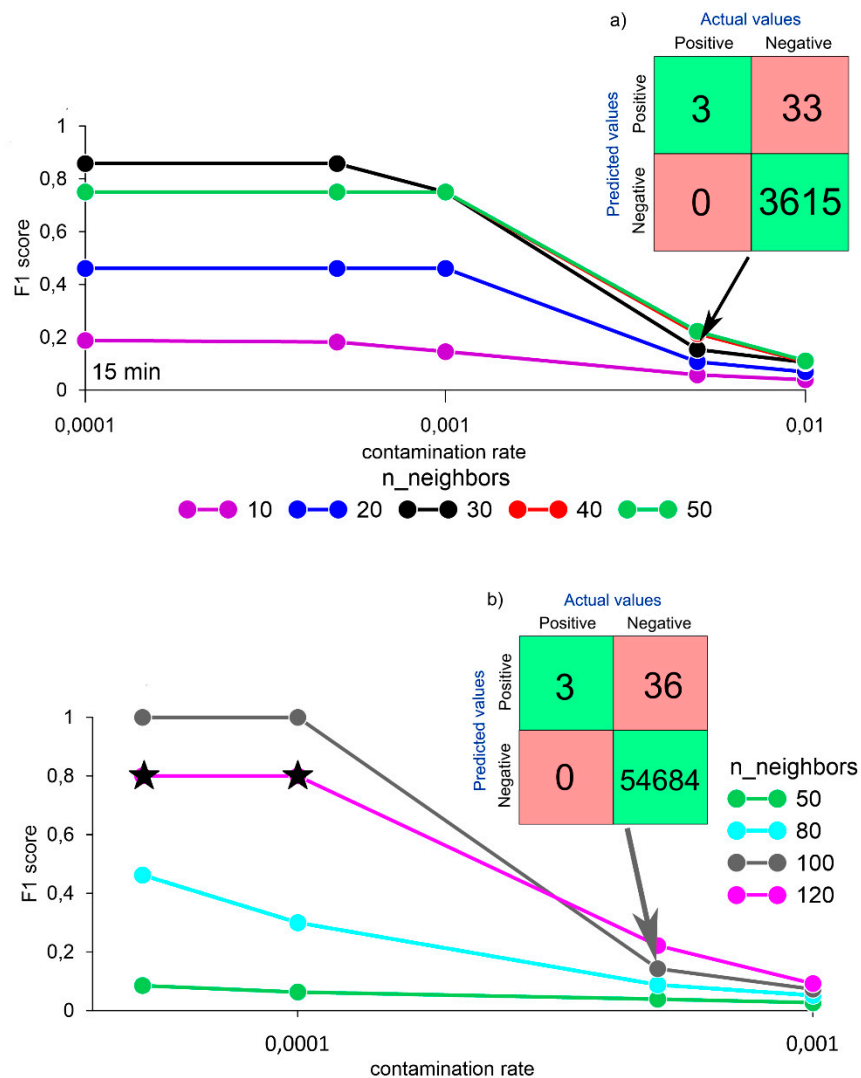 a)
Actual values
Positive Negative
Predicted values
Positive
Negative
3 33
0 3615
F1 score
1
0,8
0,6
0,4
0,2
0
15 min
0,0001 0,001 0,01
contamination rate
n_neighbors
10 20 30 40 50
b)
Actual values
Positive Negative
Predicted values
Positive
Negative
3 36
0 54684
F1 score
1
0,8
0,6
0,4
0,2
0
n_neighbors
50
80
100
120
0,0001 0,001
contamination rate